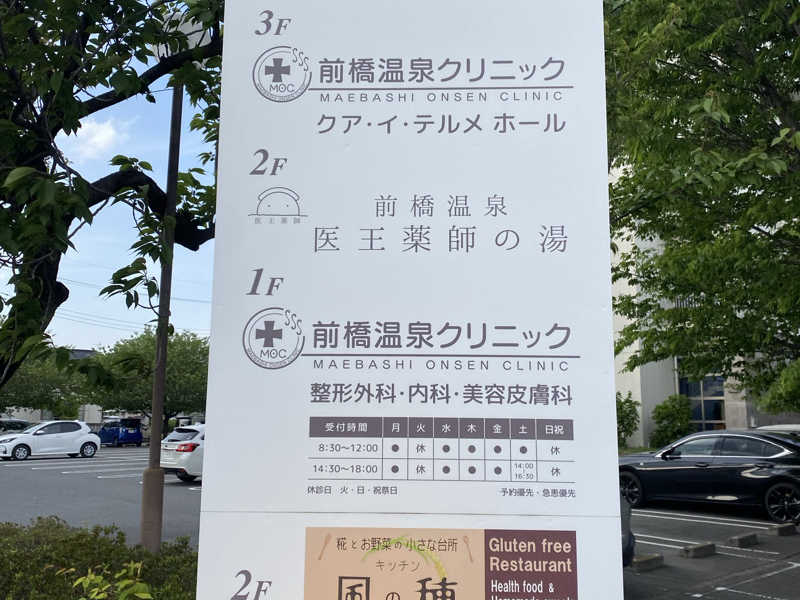 3F
MOC
前橋温泉クリニック
MAEBASHI ONSEN CLINIC
クア・イ・テルメ ホール
2F
医王薬師
前橋温泉
医王薬師の湯
1F
MOC
前橋温泉クリニック
MAEBASHI ONSEN CLINIC
整形外科・内科・美容皮膚科
受付時間 月 火 水 木 金 土 日祝
8:30〜12:00 ● 休 ● ● ● ● 休
14:30〜18:00 ● 休 ● ● ● 14:00〜16:30 休
休診日 火・日・祝祭日 予約優先・急患優先
2F
糀とお野菜の小さな台所
キッチン
風の穂
Gluten free
Restaurant
Health food &